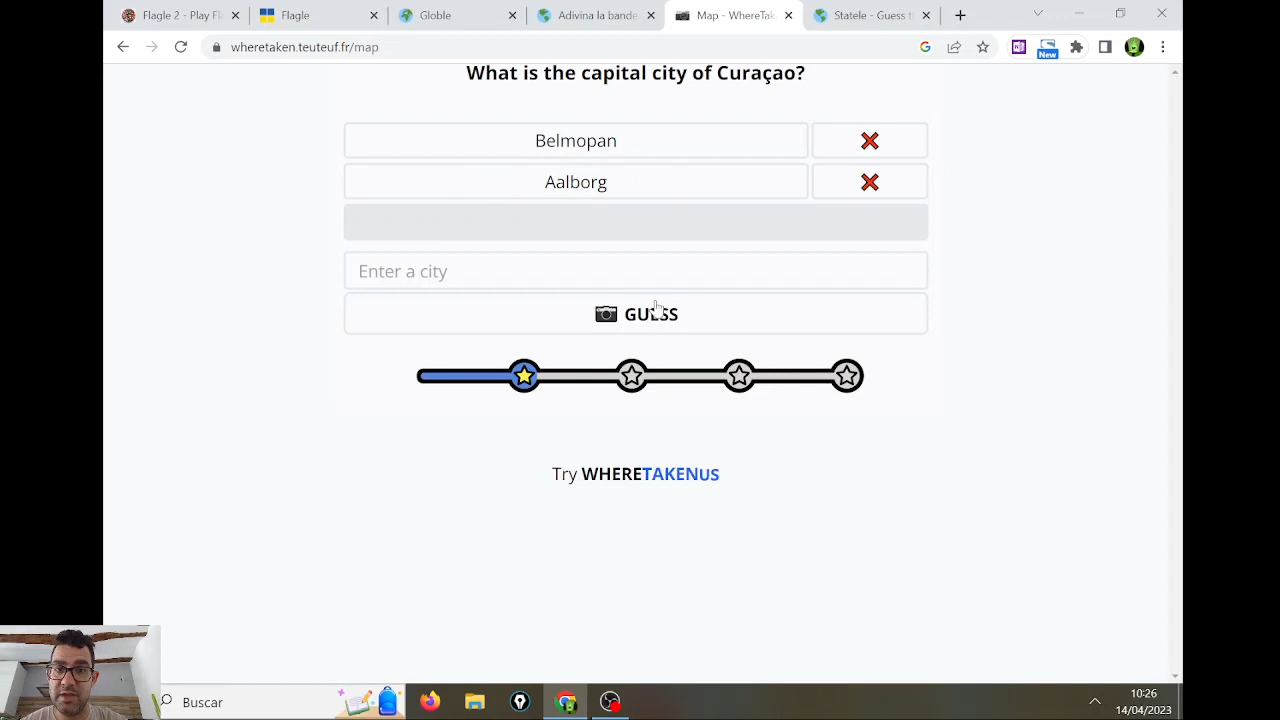 Flagle 2 - Play Fl
Flagle
Globle
Adivina la bande
Map - WhereTak
Statele - Guess t
wheretaken.teuteuf.fr/map
New
What is the capital city of Curaçao?
Belmopan
Aalborg
Enter a city
GUESS
Try WHERETAKENUS
Buscar
10:26
14/04/2023